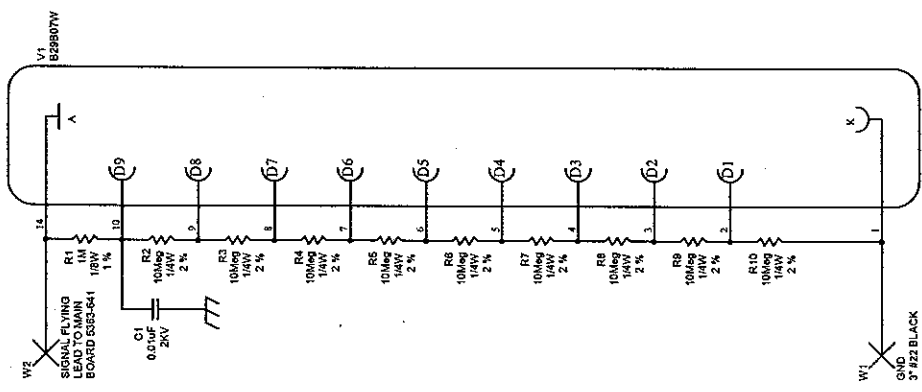 V1
B29B07W
A
K
D9
D8
D7
D6
D5
D4
D3
D2
D1
14
10
9
8
7
6
5
4
3
2
1
R1
1M
1/8W
1 %
R2
10Meg
1/4W
2 %
R3
10Meg
1/4W
2 %
R4
10Meg
1/4W
2 %
R5
10Meg
1/4W
2 %
R6
10Meg
1/4W
2 %
R7
10Meg
1/4W
2 %
R8
10Meg
1/4W
2 %
R9
10Meg
1/4W
2 %
R10
10Meg
1/4W
2 %
C1
0.01uF
2KV
W2
SIGNAL FLYING
LEAD TO MAIN
BOARD 5363-641
W1
GND
3" #22 BLACK